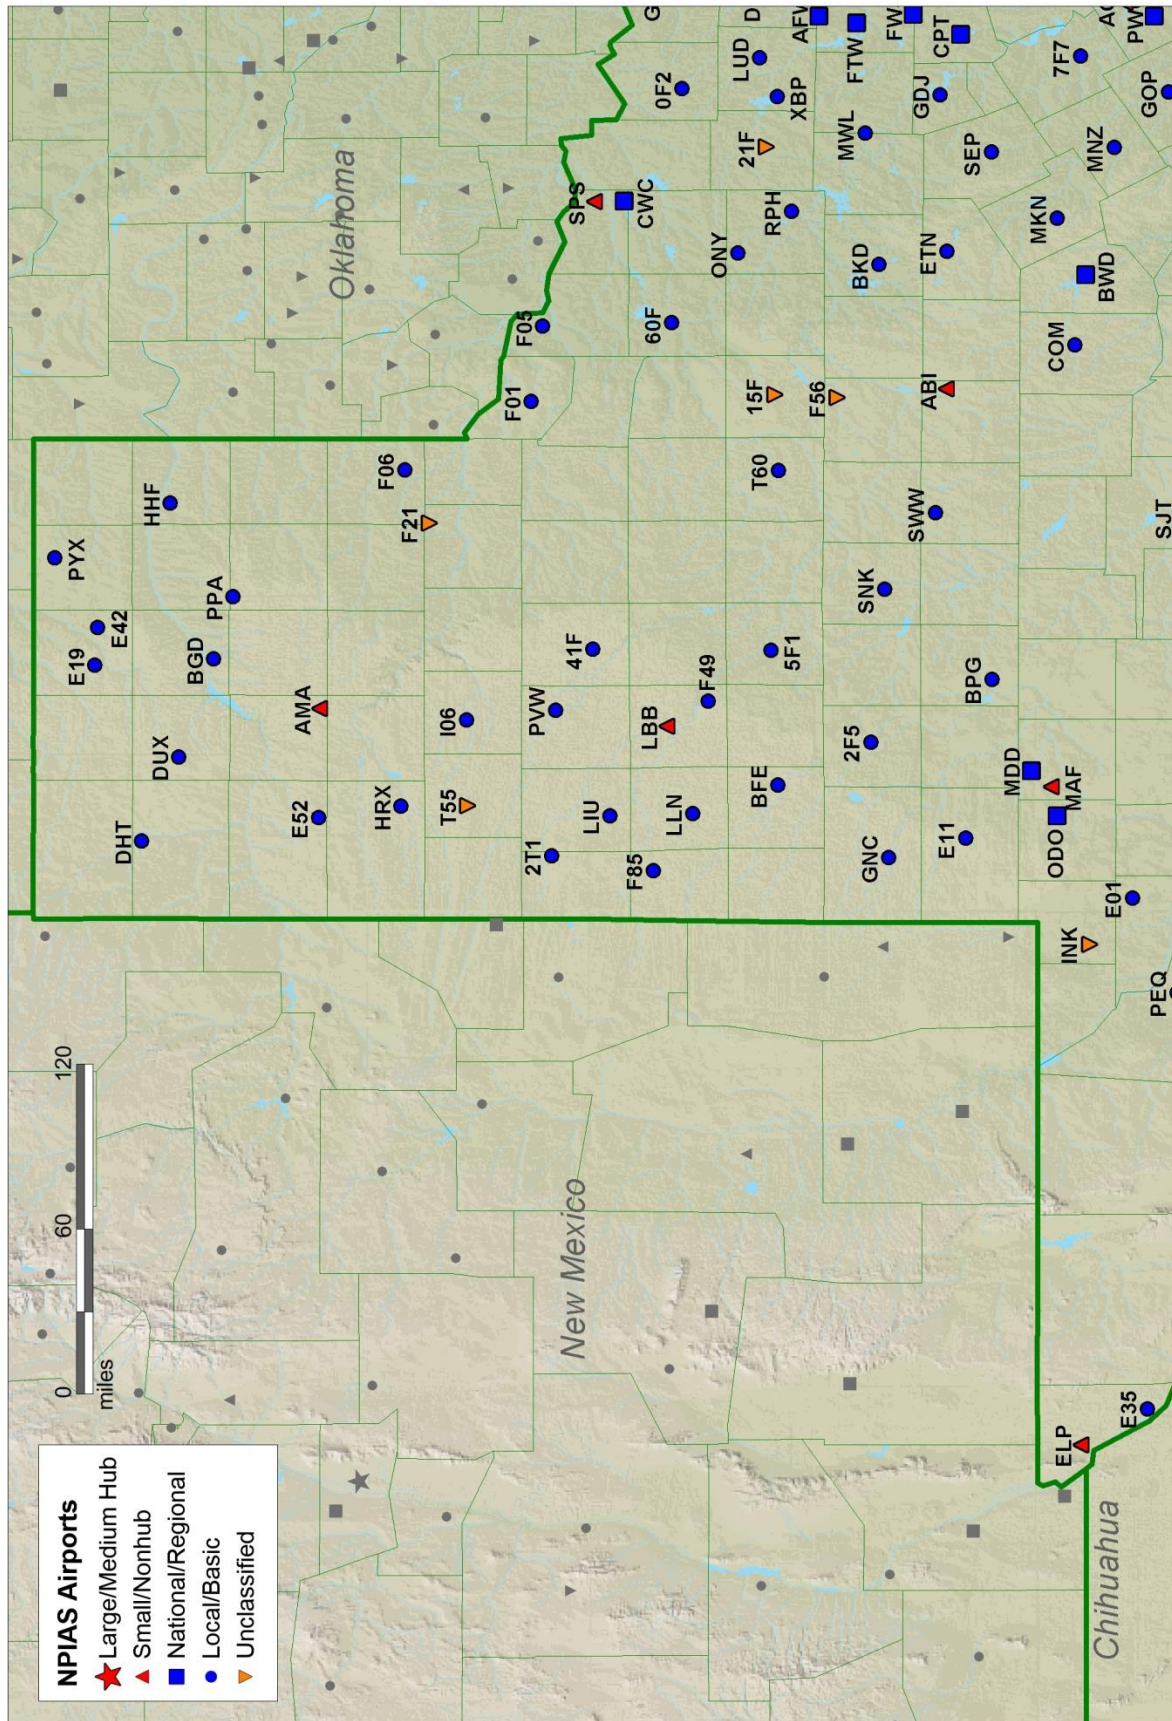 NPIAS Airports
Large/Medium Hub
Small/Nonhub
National/Regional
Local/Basic
Unclassified
0 60 120
miles
New Mexico
Oklahoma
Chihuahua
PYX
E19
E42
HHF
DHT
DUX
BGD
PPA
E52
AMA
HRX
F06
F21
T55
I06
F01
F05
2T1
PVW
41F
SPS
LIU
CWC
F85
LBB
60F
0F2
LLN
F49
ONY
LUD
BFE
5F1
T60
15F
21F
XBP
RPH
F56
2F5
MWL
FTW
GNC
SNK
BKD
E11
SWW
ABI
ETN
GDJ
CPT
BPG
SEP
MDD
ODO
MAF
MKN
ELP
INK
COM
BWD
7F7
E01
MNZ
E35
PEQ
SJT
GOP